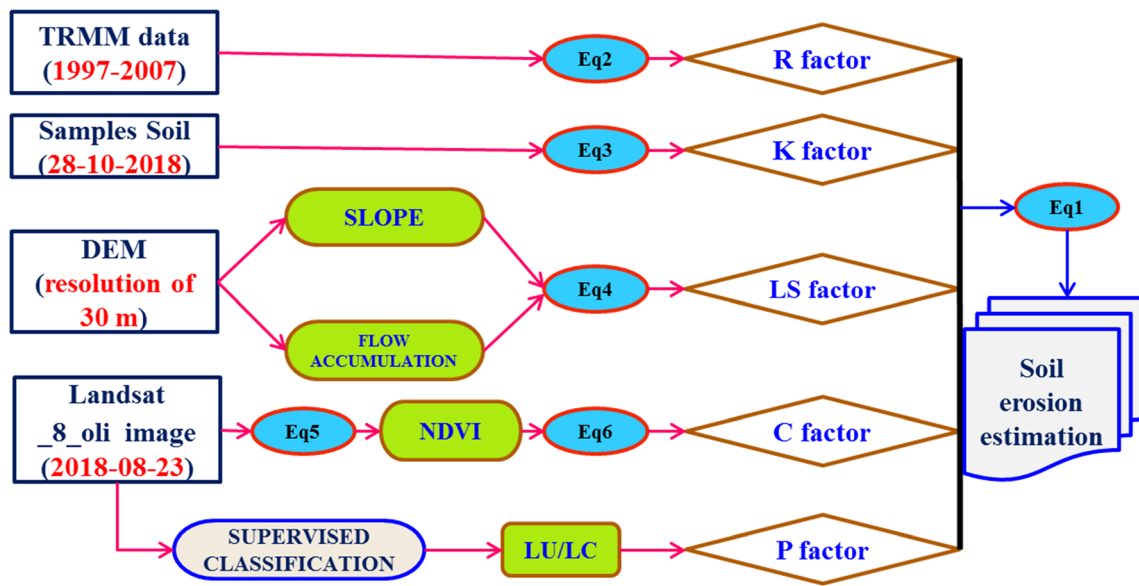 TRMM data
(1997-2007)
Eq2
R factor
Samples Soil
(28-10-2018)
Eq3
K factor
Eq1
DEM
(resolution of
30 m)
SLOPE
FLOW
ACCUMULATION
Eq4
LS factor
Soil
erosion
estimation
Landsat
_8_oli image
(2018-08-23)
Eq5
NDVI
Eq6
C factor
SUPERVISED
CLASSIFICATION
LU/LC
P factor